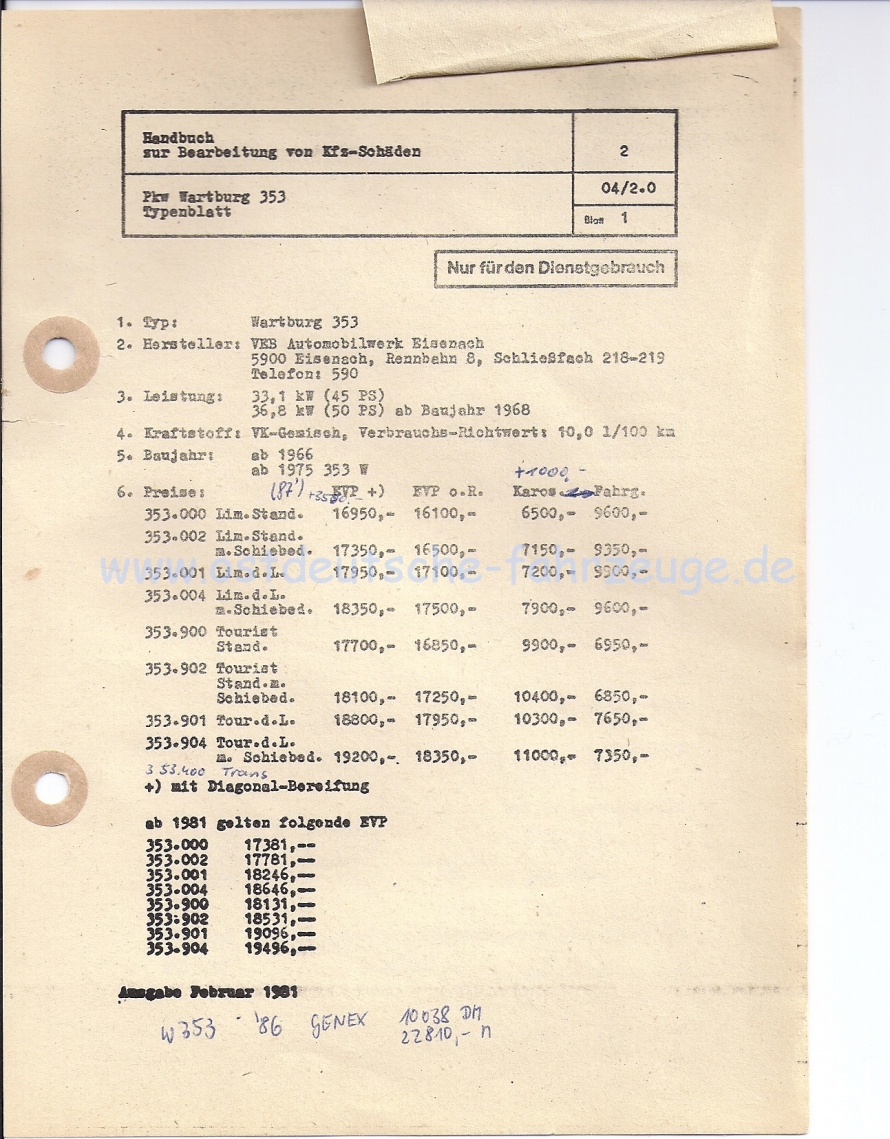 Handbuch
zur Bearbeitung von Kfz-Schäden
2
Pkw Wartburg 353
Typenblatt
04/2.0
Blatt 1
Nur für den Dienstgebrauch
1. Typ: Wartburg 353
2. Hersteller: VEB Automobilwerk Eisenach
5900 Eisenach, Rennbahn 8, Schließfach 218-219
Telefon: 590
3. Leistung: 33,1 kW (45 PS)
36,8 kW (50 PS) ab Baujahr 1968
4. Kraftstoff: VK-Gemisch, Verbrauchs-Richtwert: 10,0 l/100 km
5. Baujahr: ab 1966
ab 1975 353 W
+1000,-
6. Preise: (87') +3500,- EVP +) EVP o.R. Karos. Fahrg.
353.000 Lim.Stand. 16950,- 16100,- 6500,- 9600,-
353.002 Lim.Stand.
m.Schiebed. 17350,- 16500,- 7150,- 9350,-
www.ostdeutsche-fahrzeuge.de
353.001 Lim.d.L. 17950,- 17100,- 7200,- 9900,-
353.004 Lim.d.L.
m.Schiebed. 18350,- 17500,- 7900,- 9600,-
353.900 Tourist
Stand. 17700,- 16850,- 9900,- 6950,-
353.902 Tourist
Stand.m.
Schiebed. 18100,- 17250,- 10400,- 6850,-
353.901 Tour.d.L. 18800,- 17950,- 10300,- 7650,-
353.904 Tour.d.L.
m. Schiebed. 19200,- 18350,- 11000,- 7350,-
353.400 Trans
+) mit Diagonal-Bereifung
ab 1981 gelten folgende EVP
353.000 17381,--
353.002 17781,--
353.001 18246,--
353.004 18646,--
353.900 18131,--
353.902 18531,--
353.901 19096,--
353.904 19496,--
Ausgabe Februar 1981
W353 '86 GENEX 10038 DM
22810,- M